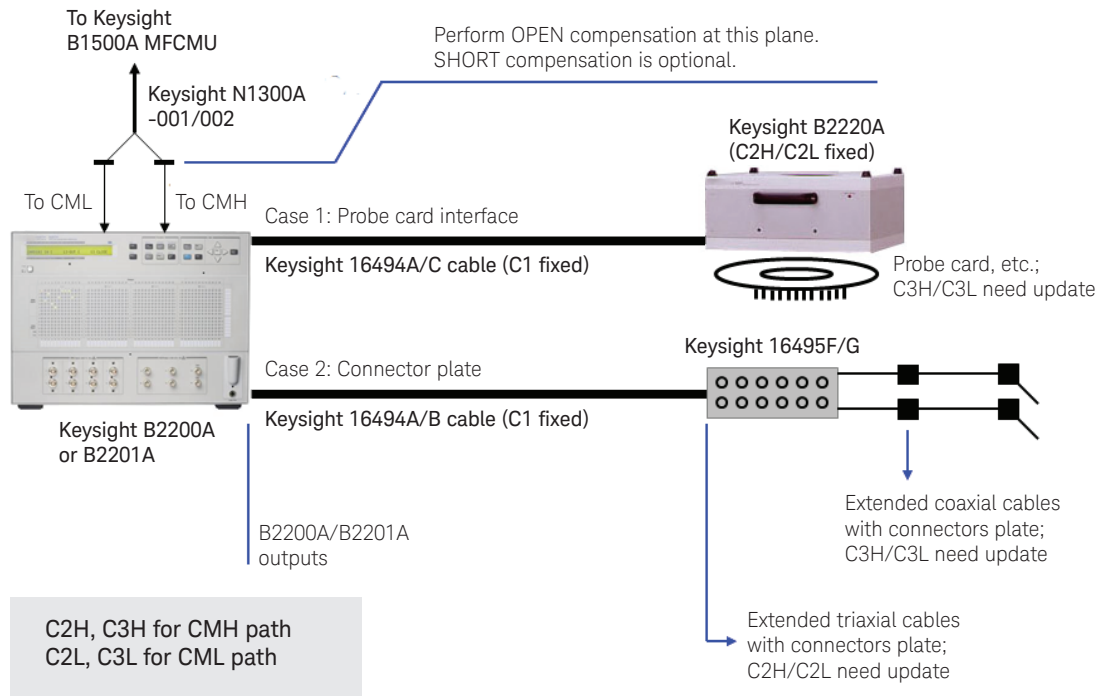 To Keysight
B1500A MFCMU
Keysight N1300A
-001/002
Perform OPEN compensation at this plane.
SHORT compensation is optional.
To CML
To CMH
Keysight B2220A
(C2H/C2L fixed)
Case 1: Probe card interface
Keysight 16494A/C cable (C1 fixed)
Probe card, etc.;
C3H/C3L need update
Case 2: Connector plate
Keysight 16494A/B cable (C1 fixed)
Keysight 16495F/G
Keysight B2200A
or B2201A
B2200A/B2201A
outputs
Extended coaxial cables
with connectors plate;
C3H/C3L need update
Extended triaxial cables
with connectors plate;
C2H/C2L need update
C2H, C3H for CMH path
C2L, C3L for CML path